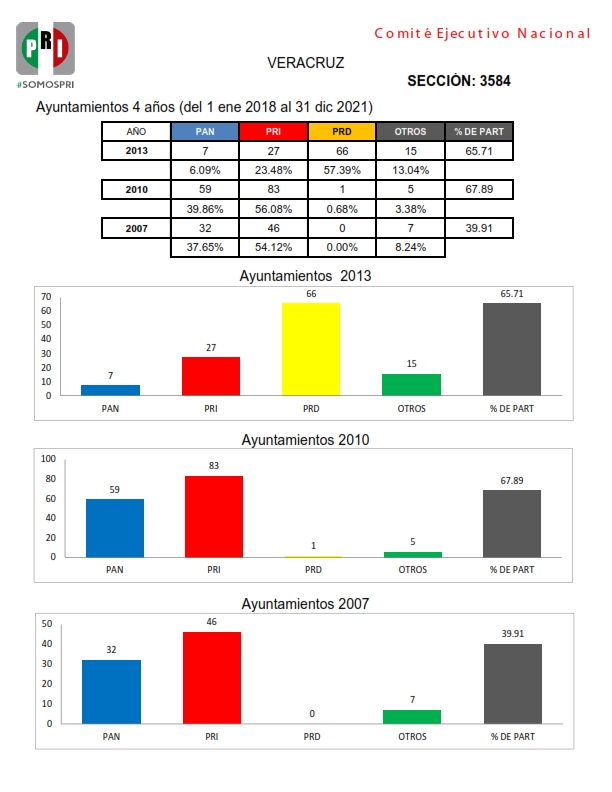 Comité Ejecutivo Nacional
PRI
#SOMOSPRI
VERACRUZ
SECCIÓN: 3584
Ayuntamientos 4 años (del 1 ene 2018 al 31 dic 2021)
AÑO PAN PRI PRD OTROS % DE PART
2013 7 27 66 15 65.71
6.09% 23.48% 57.39% 13.04%
2010 59 83 1 5 67.89
39.86% 56.08% 0.68% 3.38%
2007 32 46 0 7 39.91
37.65% 54.12% 0.00% 8.24%
Ayuntamientos 2013
70
60
50
40
30
20
10
0
7 27 66 15 65.71
PAN PRI PRD OTROS % DE PART
Ayuntamientos 2010
100
80
60
40
20
0
59 83 1 5 67.89
PAN PRI PRD OTROS % DE PART
Ayuntamientos 2007
50
40
30
20
10
0
32 46 0 7 39.91
PAN PRI PRD OTROS % DE PART